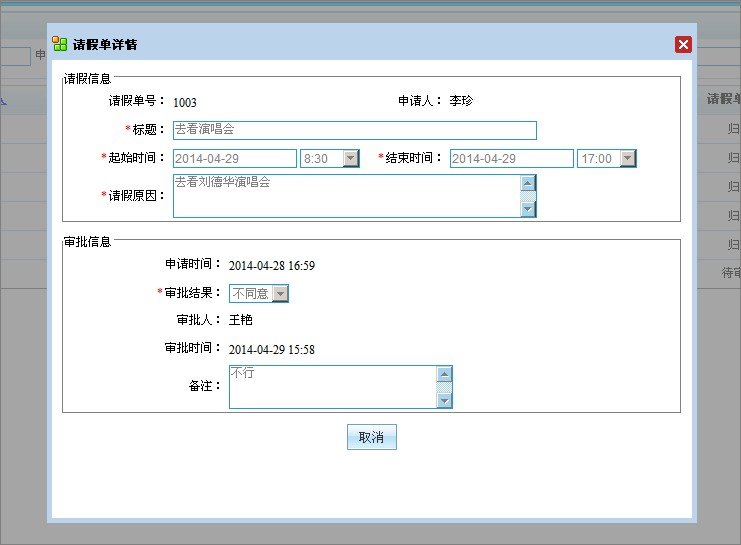 请假单详情
申
请假单
请假信息
请假单号： 1003 申请人： 李珍
*标题： 去看演唱会
*起始时间： 2014-04-29 8:30 *结束时间： 2014-04-29 17:00
*请假原因： 去看刘德华演唱会
审批信息
申请时间： 2014-04-28 16:59
*审批结果： 不同意
审批人： 王艳
审批时间： 2014-04-29 15:58
备注： 不行
取消
归
归
归
归
归
待审